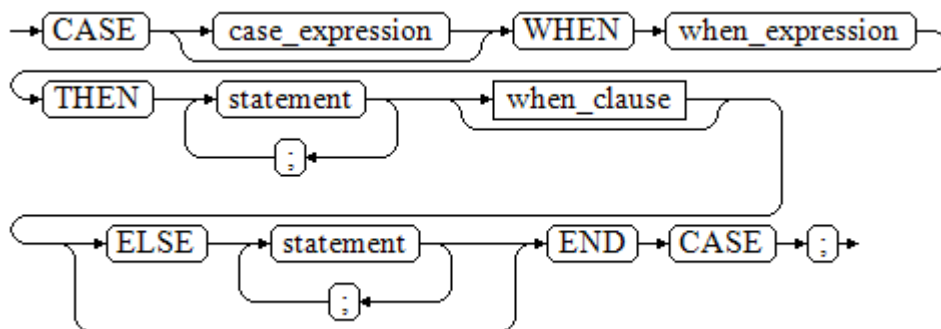 CASE case_expression WHEN when_expression
THEN statement when_clause
;
ELSE statement END CASE ;
;